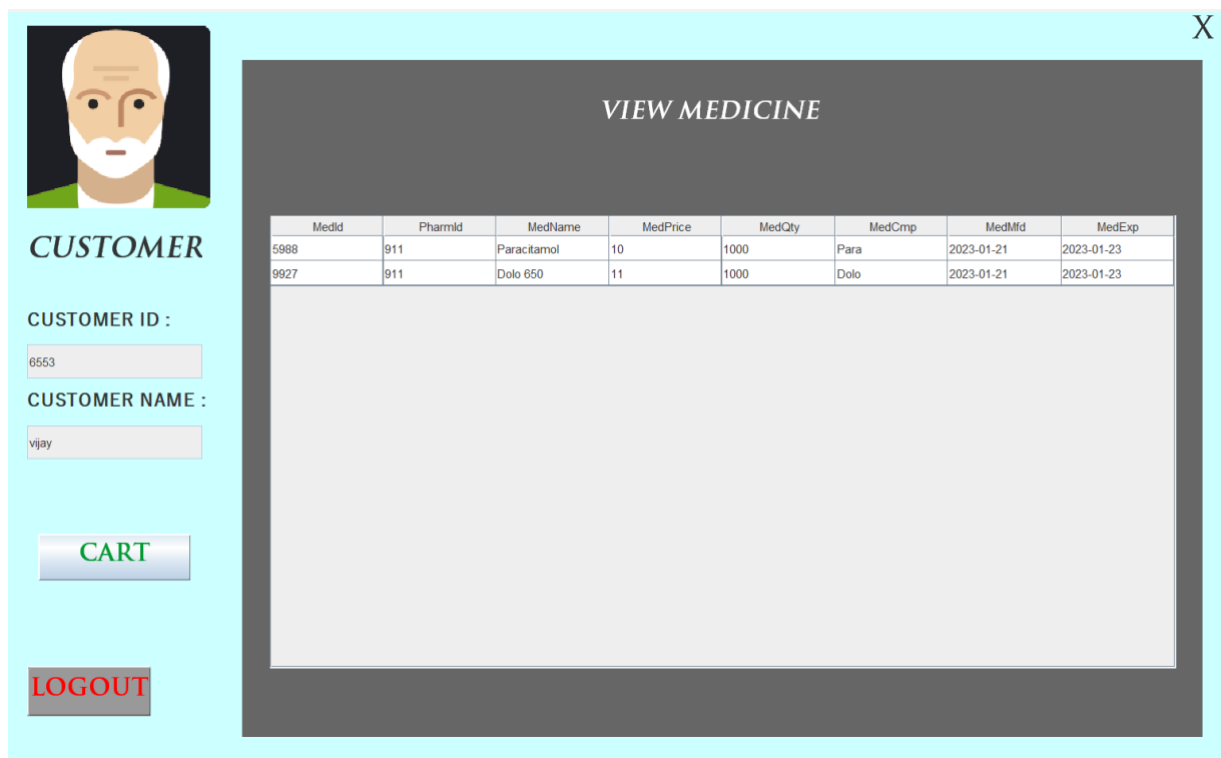 X
VIEW MEDICINE
CUSTOMER
CUSTOMER ID :
6553
CUSTOMER NAME :
vijay
CART
LOGOUT
MedId PharmId MedName MedPrice MedQty MedCmp MedMfd MedExp
5988 911 Paracitamol 10 1000 Para 2023-01-21 2023-01-23
9927 911 Dolo 650 11 1000 Dolo 2023-01-21 2023-01-23